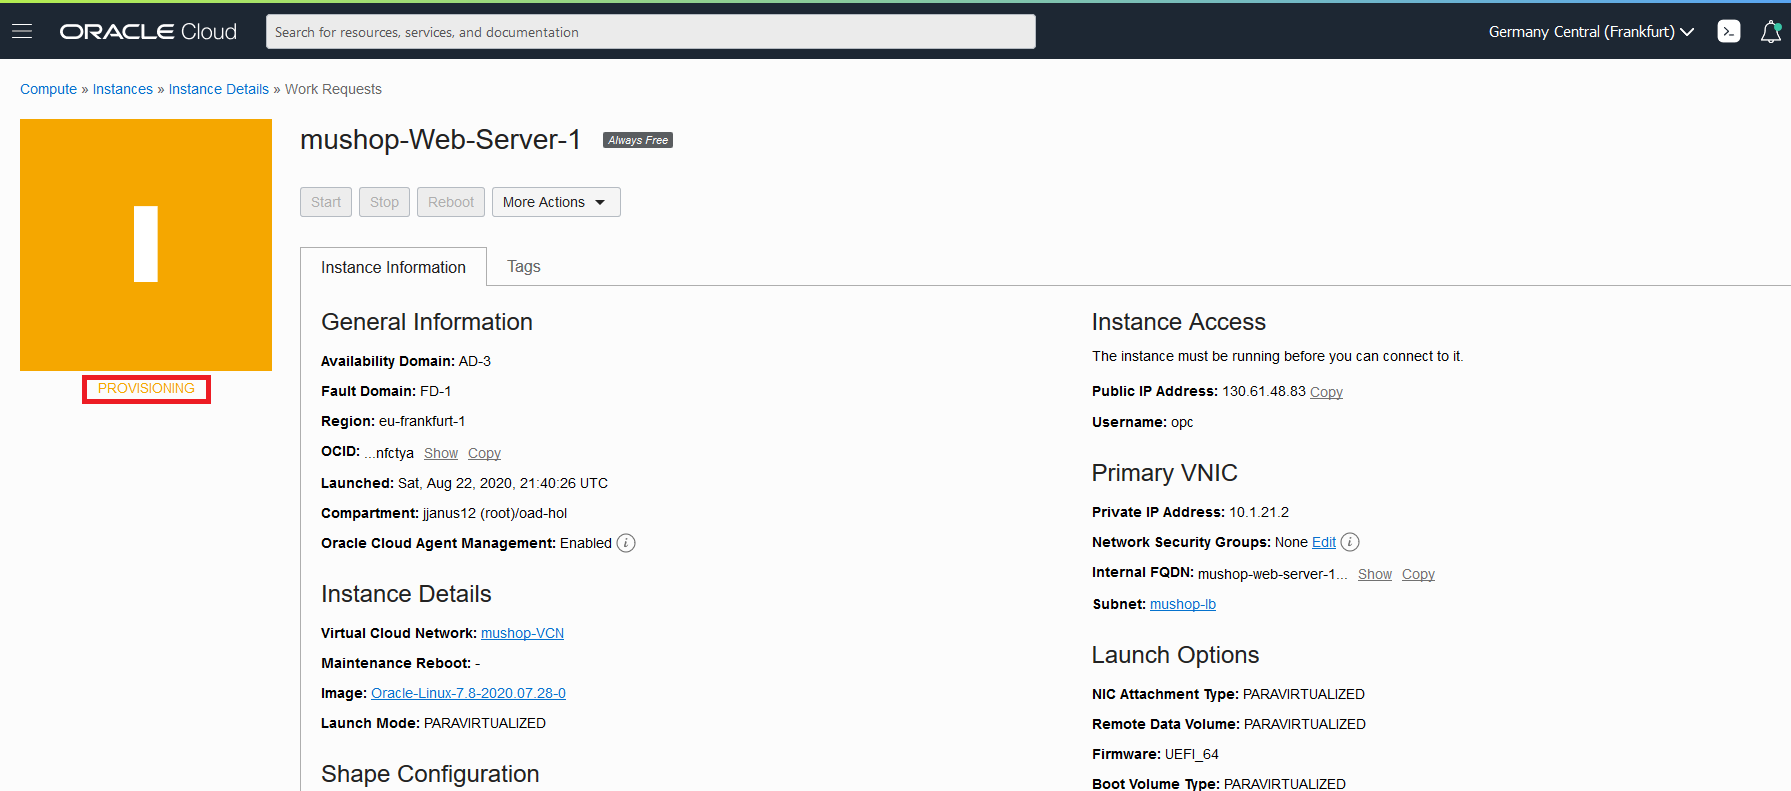 ORACLE Cloud
Search for resources, services, and documentation
Germany Central (Frankfurt)
Compute » Instances » Instance Details » Work Requests
I
PROVISIONING
mushop-Web-Server-1 Always Free
Start Stop Reboot More Actions
Instance Information Tags
General Information
Availability Domain: AD-3
Fault Domain: FD-1
Region: eu-frankfurt-1
OCID: ...nfctya Show Copy
Launched: Sat, Aug 22, 2020, 21:40:26 UTC
Compartment: jjanus12 (root)/oad-hol
Oracle Cloud Agent Management: Enabled i
Instance Details
Virtual Cloud Network: mushop-VCN
Maintenance Reboot: -
Image: Oracle-Linux-7.8-2020.07.28-0
Launch Mode: PARAVIRTUALIZED
Shape Configuration
Instance Access
The instance must be running before you can connect to it.
Public IP Address: 130.61.48.83 Copy
Username: opc
Primary VNIC
Private IP Address: 10.1.21.2
Network Security Groups: None Edit i
Internal FQDN: mushop-web-server-1... Show Copy
Subnet: mushop-lb
Launch Options
NIC Attachment Type: PARAVIRTUALIZED
Remote Data Volume: PARAVIRTUALIZED
Firmware: UEFI_64
Boot Volume Type: PARAVIRTUALIZED